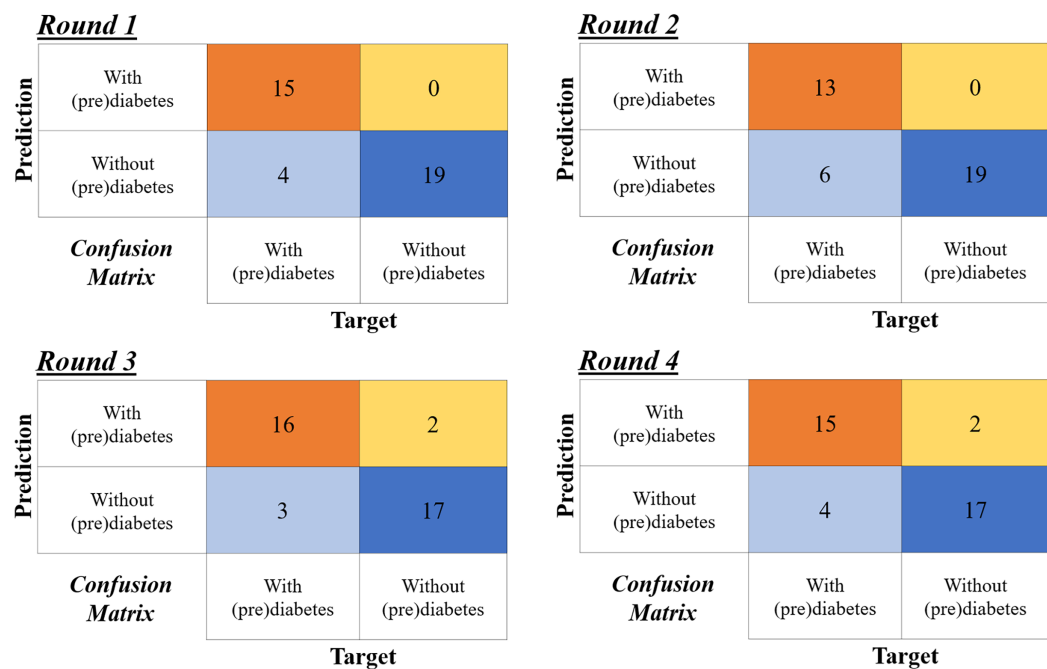 Round 1
Prediction
With
(pre)diabetes
15
0
Without
(pre)diabetes
4
19
Confusion
Matrix
With
(pre)diabetes
Without
(pre)diabetes
Target
Round 2
Prediction
With
(pre)diabetes
13
0
Without
(pre)diabetes
6
19
Confusion
Matrix
With
(pre)diabetes
Without
(pre)diabetes
Target
Round 3
Prediction
With
(pre)diabetes
16
2
Without
(pre)diabetes
3
17
Confusion
Matrix
With
(pre)diabetes
Without
(pre)diabetes
Target
Round 4
Prediction
With
(pre)diabetes
15
2
Without
(pre)diabetes
4
17
Confusion
Matrix
With
(pre)diabetes
Without
(pre)diabetes
Target